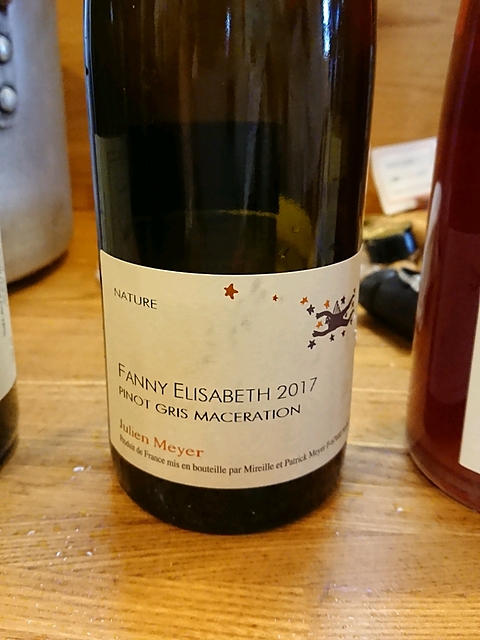 NATURE
FANNY ELISABETH 2017
PINOT GRIS MACERATION
Julien Meyer
Produit de France mis en bouteille par Mireille et Patrick Meyer